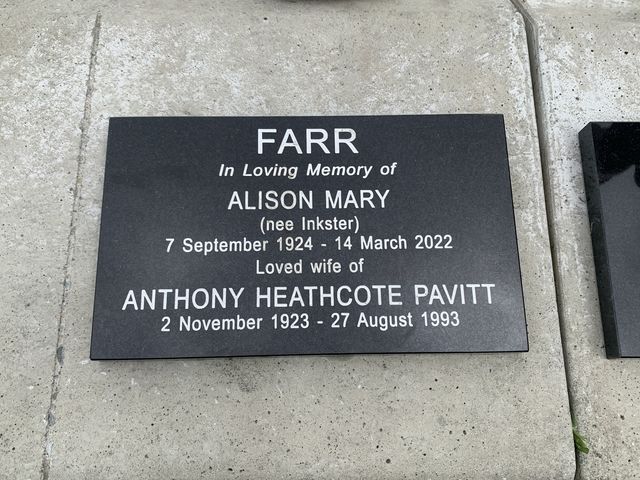 FARR
In Loving Memory of
ALISON MARY
(nee Inkster)
7 September 1924 - 14 March 2022
Loved wife of
ANTHONY HEATHCOTE PAVITT
2 November 1923 - 27 August 1993